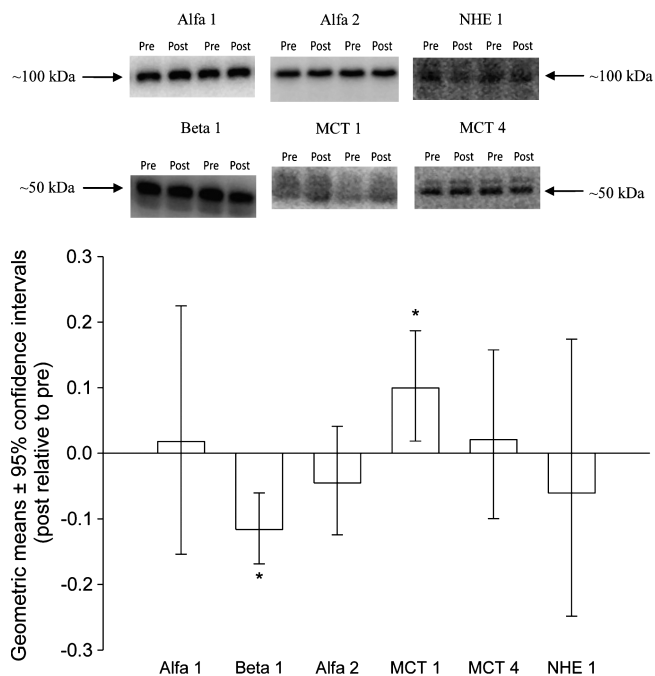 Alfa 1 Alfa 2 NHE 1
Pre Post Pre Post Pre Post Pre Post Pre Post Pre Post
~100 kDa ~100 kDa
Beta 1 MCT 1 MCT 4
Pre Post Pre Post Pre Post Pre Post Pre Post Pre Post
~50 kDa ~50 kDa
Geometric means ± 95% confidence intervals
(post relative to pre)
0.3
0.2
0.1
0.0
-0.1
-0.2
-0.3
*
*
Alfa 1 Beta 1 Alfa 2 MCT 1 MCT 4 NHE 1